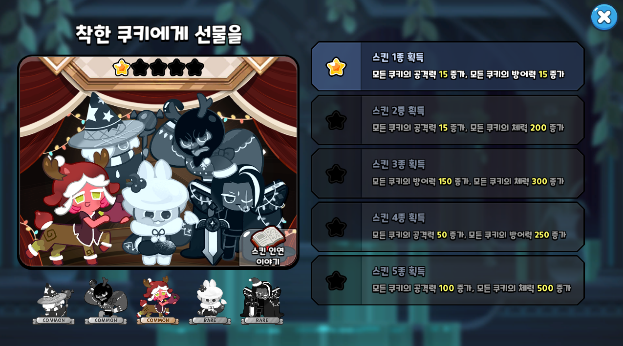 착한 쿠키에게 선물을
스킨 1종 획득
모든 쿠키의 공격력 15 증가, 모든 쿠키의 방어력 15 증가
스킨 2종 획득
모든 쿠키의 공격력 15 증가, 모든 쿠키의 체력 200 증가
스킨 3종 획득
모든 쿠키의 방어력 150 증가, 모든 쿠키의 체력 300 증가
스킨 4종 획득
모든 쿠키의 공격력 50 증가, 모든 쿠키의 방어력 250 증가
스킨 5종 획득
모든 쿠키의 공격력 100 증가, 모든 쿠키의 체력 500 증가
스킨 인연
이야기
COMMON
COMMON
COMMON
RARE
RARE